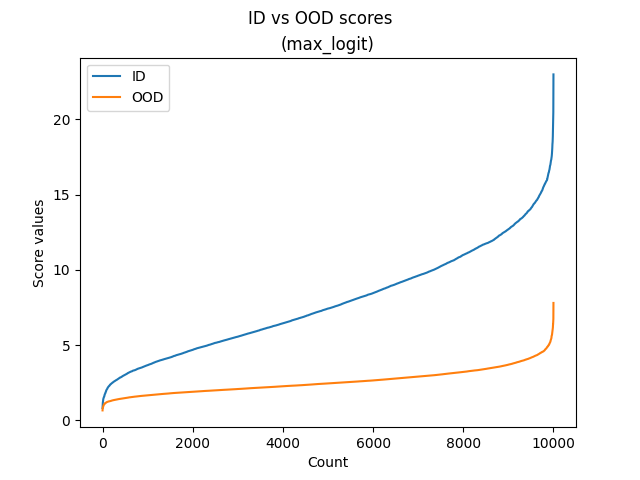 ID vs OOD scores
(max_logit)
ID
OOD
Score values
20
15
10
5
0
0 2000 4000 6000 8000 10000
Count